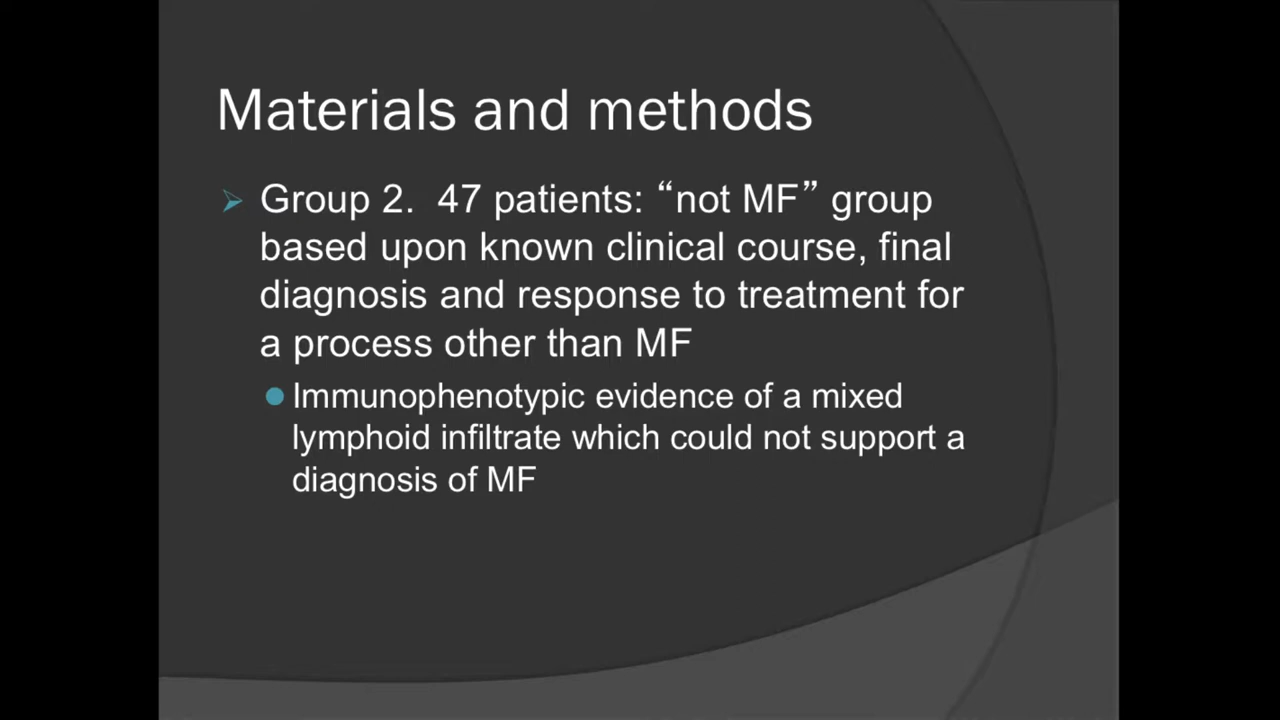 Materials and methods
Group 2.  47 patients: “not MF” group
based upon known clinical course, final
diagnosis and response to treatment for
a process other than MF
Immunophenotypic evidence of a mixed
lymphoid infiltrate which could not support a
diagnosis of MF